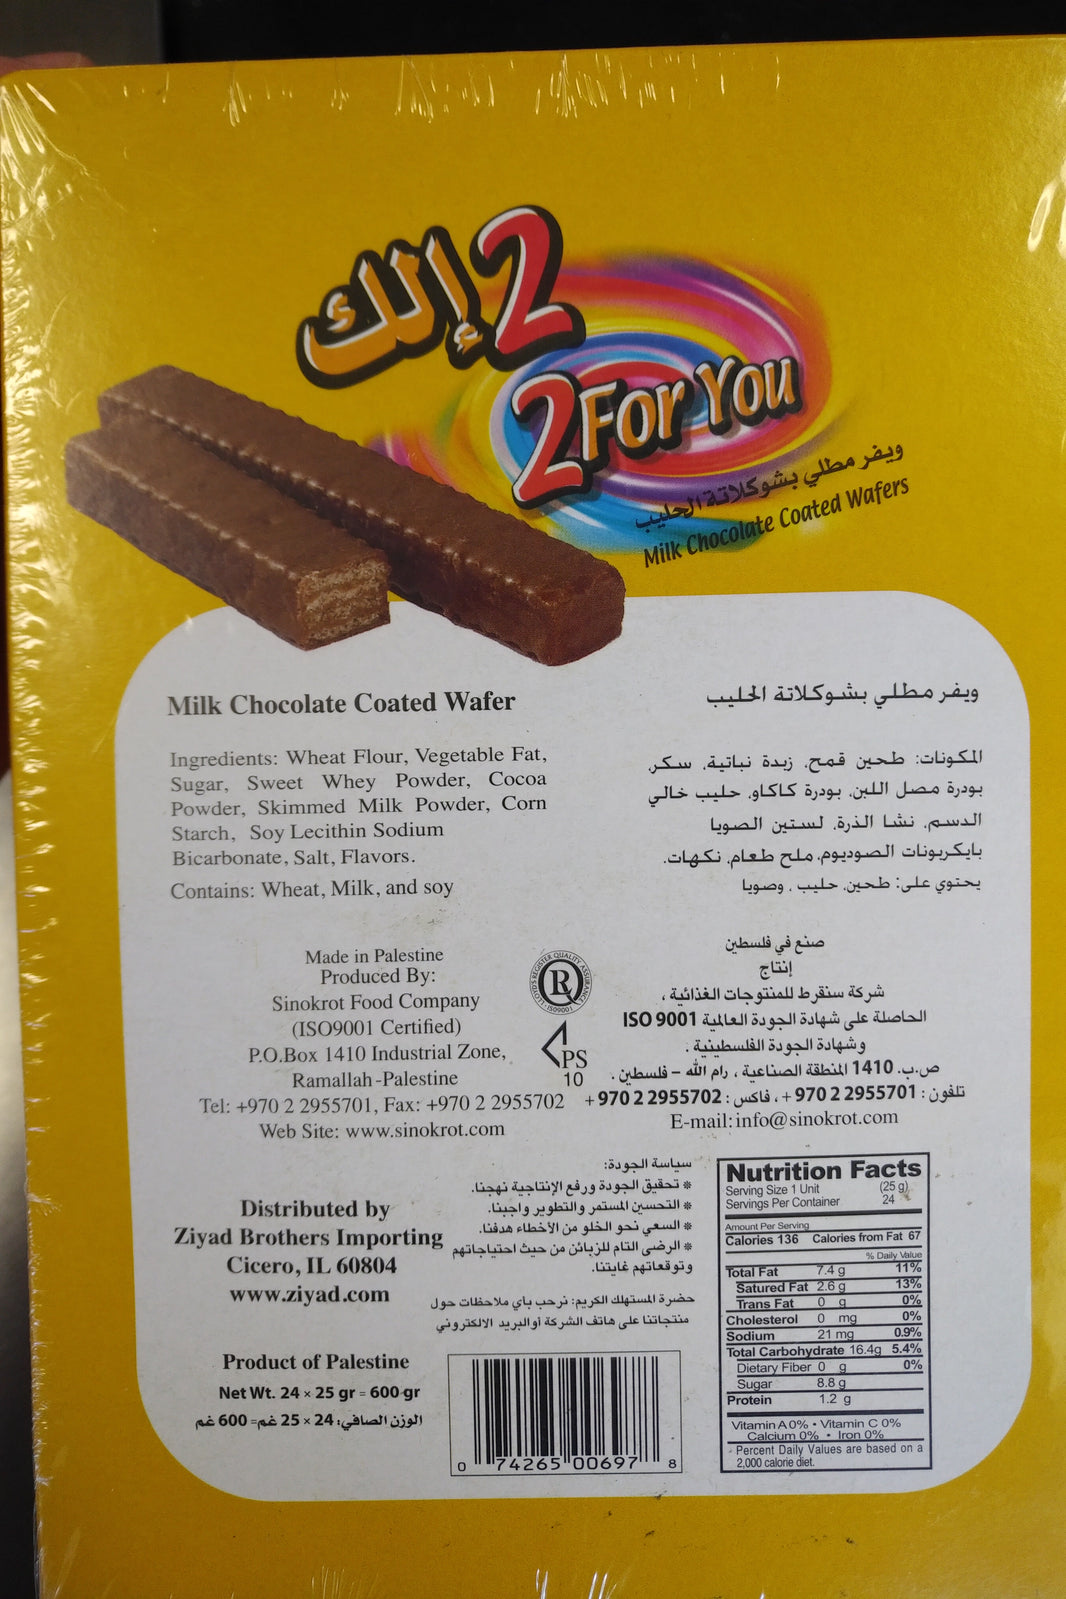 2 إلك
2 For You
ويفر مطلي بشوكلاتة الحليب
Milk Chocolate Coated Wafers
Milk Chocolate Coated Wafer
Ingredients: Wheat Flour, Vegetable Fat,
Sugar, Sweet Whey Powder, Cocoa
Powder, Skimmed Milk Powder, Corn
Starch, Soy Lecithin Sodium
Bicarbonate, Salt, Flavors.
Contains: Wheat, Milk, and soy
ويفر مطلي بشوكلاتة الحليب
المكونات: طحين قمح. زبدة نباتية. سكر.
بودرة مصل اللبن. بودرة كاكاو. حليب خالي
الدسم. نشا الذرة. لستين الصويا
بايكربونات الصوديوم. ملح طعام. نكهات.
يحتوي على: طحين. حليب . وصويا
Made in Palestine
Produced By:
Sinokrot Food Company
(ISO9001 Certified)
P.O.Box 1410 Industrial Zone,
Ramallah-Palestine
Tel: +970 2 2955701, Fax: +970 2 2955702
Web Site: www.sinokrot.com
LLOYD'S REGISTER QUALITY ASSURANCE
R
ISO9001
PS
10
صنع في فلسطين
إنتاج
شركة سنقرط للمنتوجات الغذائية ،
الحاصلة على شهادة الجودة العالمية ISO 9001
وشهادة الجودة الفلسطينية .
ص.ب. 1410 المنطقة الصناعية ، رام الله – فلسطين .
تلفون : 2955701 2 970 + ، فاكس : 2955702 2 970 +
E-mail: info@sinokrot.com
Distributed by
Ziyad Brothers Importing
Cicero, IL 60804
www.ziyad.com
سياسة الجودة:
* تحقيق الجودة ورفع الإنتاجية نهجنا.
* التحسين المستمر والتطوير واجبنا.
* السعي نحو الخلو من الأخطاء هدفنا.
* الرضى التام للزبائن من حيث احتياجاتهم
وتوقعاتهم غايتنا.
حضرة المستهلك الكريم: نرحب باي ملاحظات حول
منتجاتنا على هاتف الشركة أو البريد الالكتروني
Product of Palestine
Net Wt. 24 × 25 gr = 600 gr
الوزن الصافي: 24 × 25 غم= 600 غم
0 74265 00697 8
Nutrition Facts
Serving Size 1 Unit (25 g)
Servings Per Container 24
Amount Per Serving
Calories 136 Calories from Fat 67
% Daily Value
Total Fat 7.4 g 11%
Satured Fat 2.6 g 13%
Trans Fat 0 g 0%
Cholesterol 0 mg 0%
Sodium 21 mg 0.9%
Total Carbohydrate 16.4g 5.4%
Dietary Fiber 0 g 0%
Sugar 8.8 g
Protein 1.2 g
Vitamin A 0% • Vitamin C 0%
Calcium 0% • Iron 0%
Percent Daily Values are based on a
2,000 calorie diet.